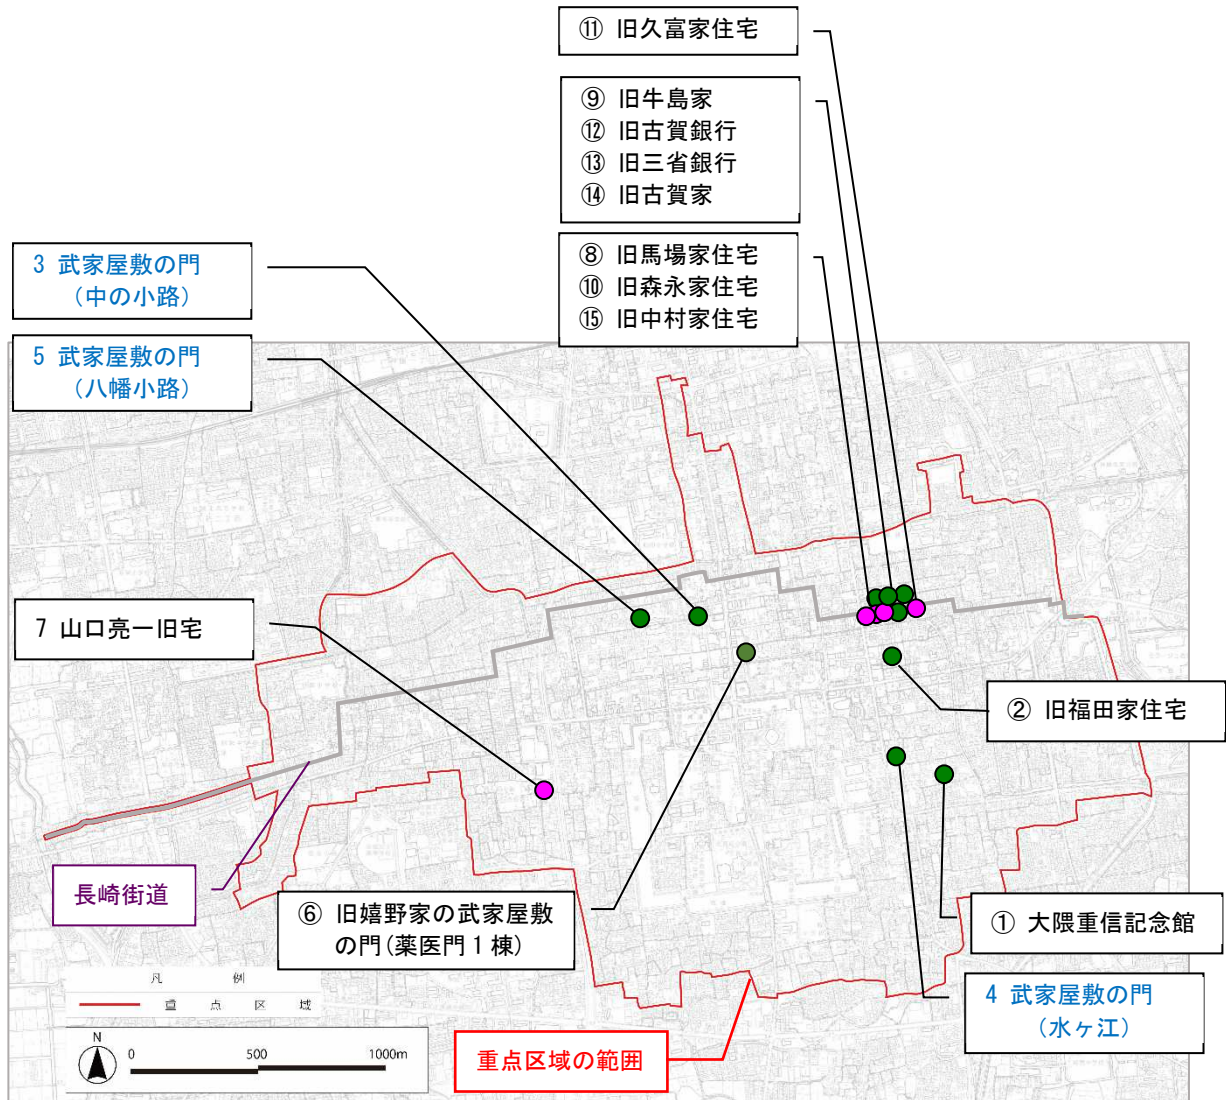 ⑪ 旧久富家住宅
⑨ 旧牛島家
⑫ 旧古賀銀行
⑬ 旧三省銀行
⑭ 旧古賀家
⑧ 旧馬場家住宅
⑩ 旧森永家住宅
⑮ 旧中村家住宅
3 武家屋敷の門
（中の小路）
5 武家屋敷の門
（八幡小路）
7 山口亮一旧宅
② 旧福田家住宅
長崎街道
⑥ 旧嬉野家の武家屋敷
の門(薬医門１棟)
① 大隈重信記念館
4 武家屋敷の門
（水ヶ江）
重点区域の範囲
凡 例
重 点 区 域
N
0 500 1000m